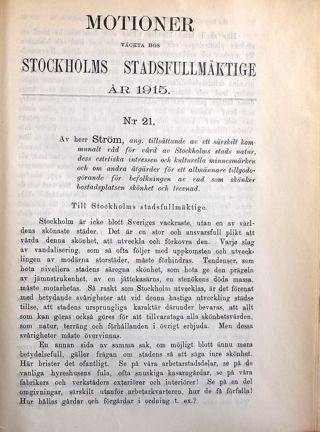 MOTIONER
VÄCKTA HOS
STOCKHOLMS STADSFULLMÄKTIGE
ÅR 1915.
N:r 21.
Av herr Ström, ang. tillsättande av ett särskilt kom-
munalt råd för vård av Stockholms stads natur,
dess estetiska intressen och kulturella minnesmärken
och om andra åtgärder för ett allmännare tillgodo-
görande för befolkningen av vad som skänker
bostadsplatsen skönhet och trevnad.
Till Stockholms stadsfullmäktige.
Stockholm är icke blott Sveriges vackraste, utan en av värl-
dens skönaste städer. Det är en stor och ansvarsfull plikt att
vårda denna skönhet, att utveckla och förkovra den. Varje slag
av vandalisering, som så ofta följer med uppkomsten och utveck-
lingen av moderna storstäder, måste förhindras. Tendenser, som
hota nivellera stadens säregna skönhet, som hota ge den prägeln
av jämnstrukenhet, av en jättekasärns, en stenökens döda massa,
måste motarbetas. Så raskt som Stockholm utvecklas, är det förenat
med betydande svårigheter att vid denna hastiga utveckling städse
tillse, att stadens ursprungliga karaktär därunder bevaras, att allt
som kan göras också göres för att tillvarataga alla skönhetsvärden,
som natur, terräng och förhållanden i övrigt erbjuda. Men dessa
svårigheter måste övervinnas.
En annan sida av samma sak, om möjligt blott ännu mera
betydelsefull, gäller frågan om stadens så att säga inre skönhet.
Här brister det ofantligt. Se på våra arbetarstadsdelar, se på de
vanliga hyreshusens fula, ofta snuskiga kasärngårdar, se på våra
fabrikers och verkstäders exteriörer och interiörer! Se på en del
omgivningar, särskilt utanför arbetarkvarteren, hur de få förfalla!
Hur hållas gårdar och förgårdar i ordning t. ex.?